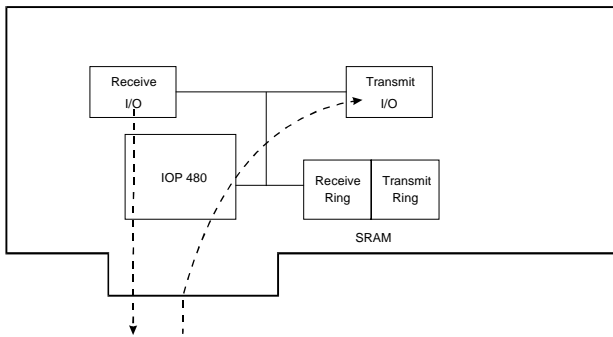 Receive
I/O
Transmit
I/O
IOP 480
Receive
Ring
Transmit
Ring
SRAM